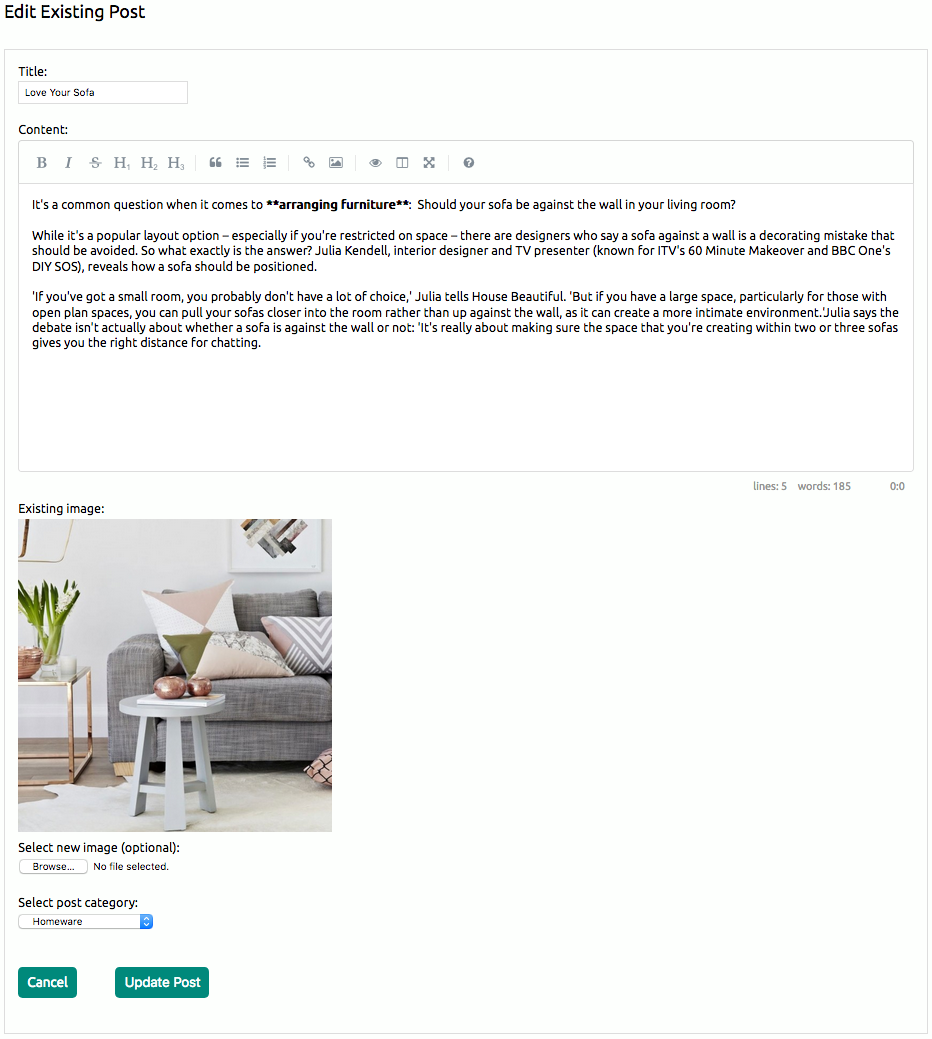 Edit Existing Post
Title:
Love Your Sofa
Content:
B I S H1 H2 H3
It's a common question when it comes to **arranging furniture**: Should your sofa be against the wall in your living room?
While it's a popular layout option – especially if you're restricted on space – there are designers who say a sofa against a wall is a decorating mistake that
should be avoided. So what exactly is the answer? Julia Kendell, interior designer and TV presenter (known for ITV's 60 Minute Makeover and BBC One's
DIY SOS), reveals how a sofa should be positioned.
'If you've got a small room, you probably don't have a lot of choice,' Julia tells House Beautiful. 'But if you have a large space, particularly for those with
open plan spaces, you can pull your sofas closer into the room rather than up against the wall, as it can create a more intimate environment.'Julia says the
debate isn't actually about whether a sofa is against the wall or not: 'It's really about making sure the space that you're creating within two or three sofas
gives you the right distance for chatting.
lines: 5 words: 185 0:0
Existing image:
Select new image (optional):
Browse... No file selected.
Select post category:
Homeware
Cancel Update Post